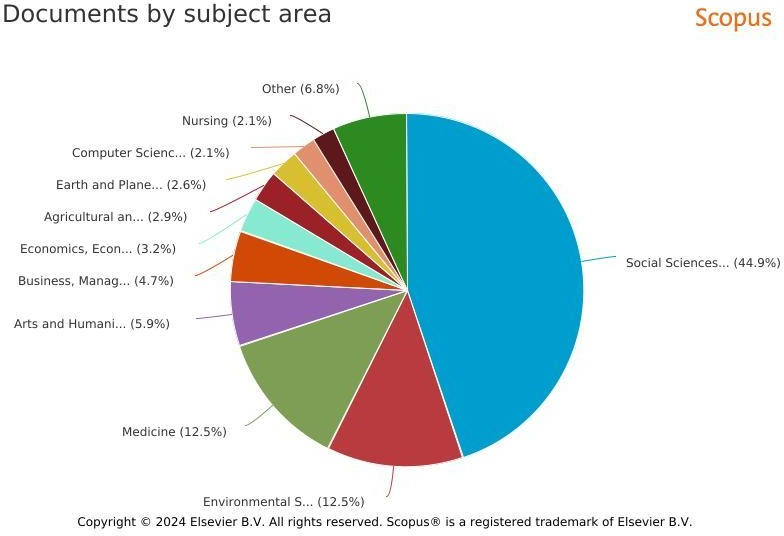 Documents by subject area
Scopus
Other (6.8%)
Nursing (2.1%)
Computer Scienc... (2.1%)
Earth and Plane... (2.6%)
Agricultural an... (2.9%)
Economics, Econ... (3.2%)
Business, Manag... (4.7%)
Arts and Humani... (5.9%)
Medicine (12.5%)
Environmental S... (12.5%)
Social Sciences... (44.9%)
Copyright © 2024 Elsevier B.V. All rights reserved. Scopus® is a registered trademark of Elsevier B.V.